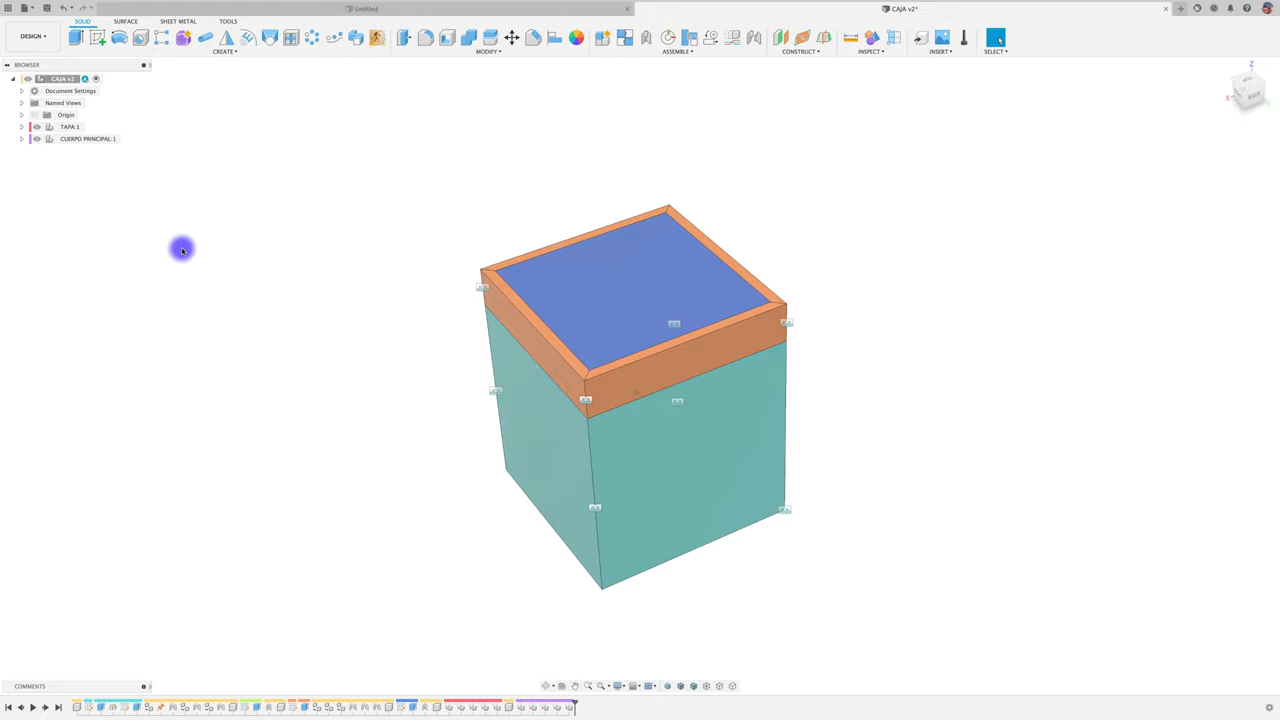 Untitled
CAJA v2*
SOLID SURFACE SHEET METAL TOOLS
DESIGN ▾
CREATE ▾ MODIFY ▾ ASSEMBLE ▾ CONSTRUCT ▾ INSPECT ▾ INSERT ▾ SELECT ▾
BROWSER
CAJA v2
Document Settings
Named Views
Origin
TAPA:1
CUERPO PRINCIPAL:1
Z
X
BACK
COMMENTS